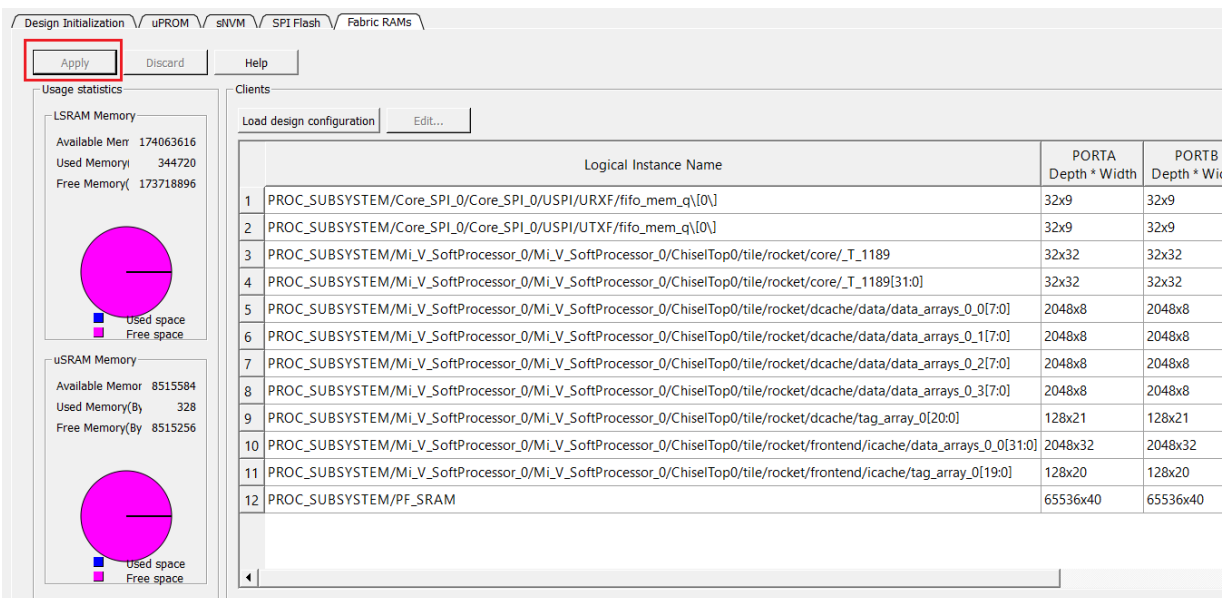 Design Initialization uPROM sNVM SPI Flash Fabric RAMs
Apply Discard Help
Usage statistics
LSRAM Memory
Available Mem 174063616
Used Memory( 344720
Free Memory( 173718896
Used space
Free space
uSRAM Memory
Available Memor 8515584
Used Memory(By 328
Free Memory(By 8515256
Used space
Free space
Clients
Load design configuration Edit...
Logical Instance Name PORTA Depth * Width PORTB Depth * Wid
1 PROC_SUBSYSTEM/Core_SPI_0/Core_SPI_0/USPI/URXF/fifo_mem_q\[0\] 32x9 32x9
2 PROC_SUBSYSTEM/Core_SPI_0/Core_SPI_0/USPI/UTXF/fifo_mem_q\[0\] 32x9 32x9
3 PROC_SUBSYSTEM/Mi_V_SoftProcessor_0/Mi_V_SoftProcessor_0/ChiselTop0/tile/rocket/core/_T_1189 32x32 32x32
4 PROC_SUBSYSTEM/Mi_V_SoftProcessor_0/Mi_V_SoftProcessor_0/ChiselTop0/tile/rocket/core/_T_1189[31:0] 32x32 32x32
5 PROC_SUBSYSTEM/Mi_V_SoftProcessor_0/Mi_V_SoftProcessor_0/ChiselTop0/tile/rocket/dcache/data/data_arrays_0_0[7:0] 2048x8 2048x8
6 PROC_SUBSYSTEM/Mi_V_SoftProcessor_0/Mi_V_SoftProcessor_0/ChiselTop0/tile/rocket/dcache/data/data_arrays_0_1[7:0] 2048x8 2048x8
7 PROC_SUBSYSTEM/Mi_V_SoftProcessor_0/Mi_V_SoftProcessor_0/ChiselTop0/tile/rocket/dcache/data/data_arrays_0_2[7:0] 2048x8 2048x8
8 PROC_SUBSYSTEM/Mi_V_SoftProcessor_0/Mi_V_SoftProcessor_0/ChiselTop0/tile/rocket/dcache/data/data_arrays_0_3[7:0] 2048x8 2048x8
9 PROC_SUBSYSTEM/Mi_V_SoftProcessor_0/Mi_V_SoftProcessor_0/ChiselTop0/tile/rocket/dcache/tag_array_0[20:0] 128x21 128x21
10 PROC_SUBSYSTEM/Mi_V_SoftProcessor_0/Mi_V_SoftProcessor_0/ChiselTop0/tile/rocket/frontend/icache/data_arrays_0_0[31:0] 2048x32 2048x32
11 PROC_SUBSYSTEM/Mi_V_SoftProcessor_0/Mi_V_SoftProcessor_0/ChiselTop0/tile/rocket/frontend/icache/tag_array_0[19:0] 128x20 128x20
12 PROC_SUBSYSTEM/PF_SRAM 65536x40 65536x40